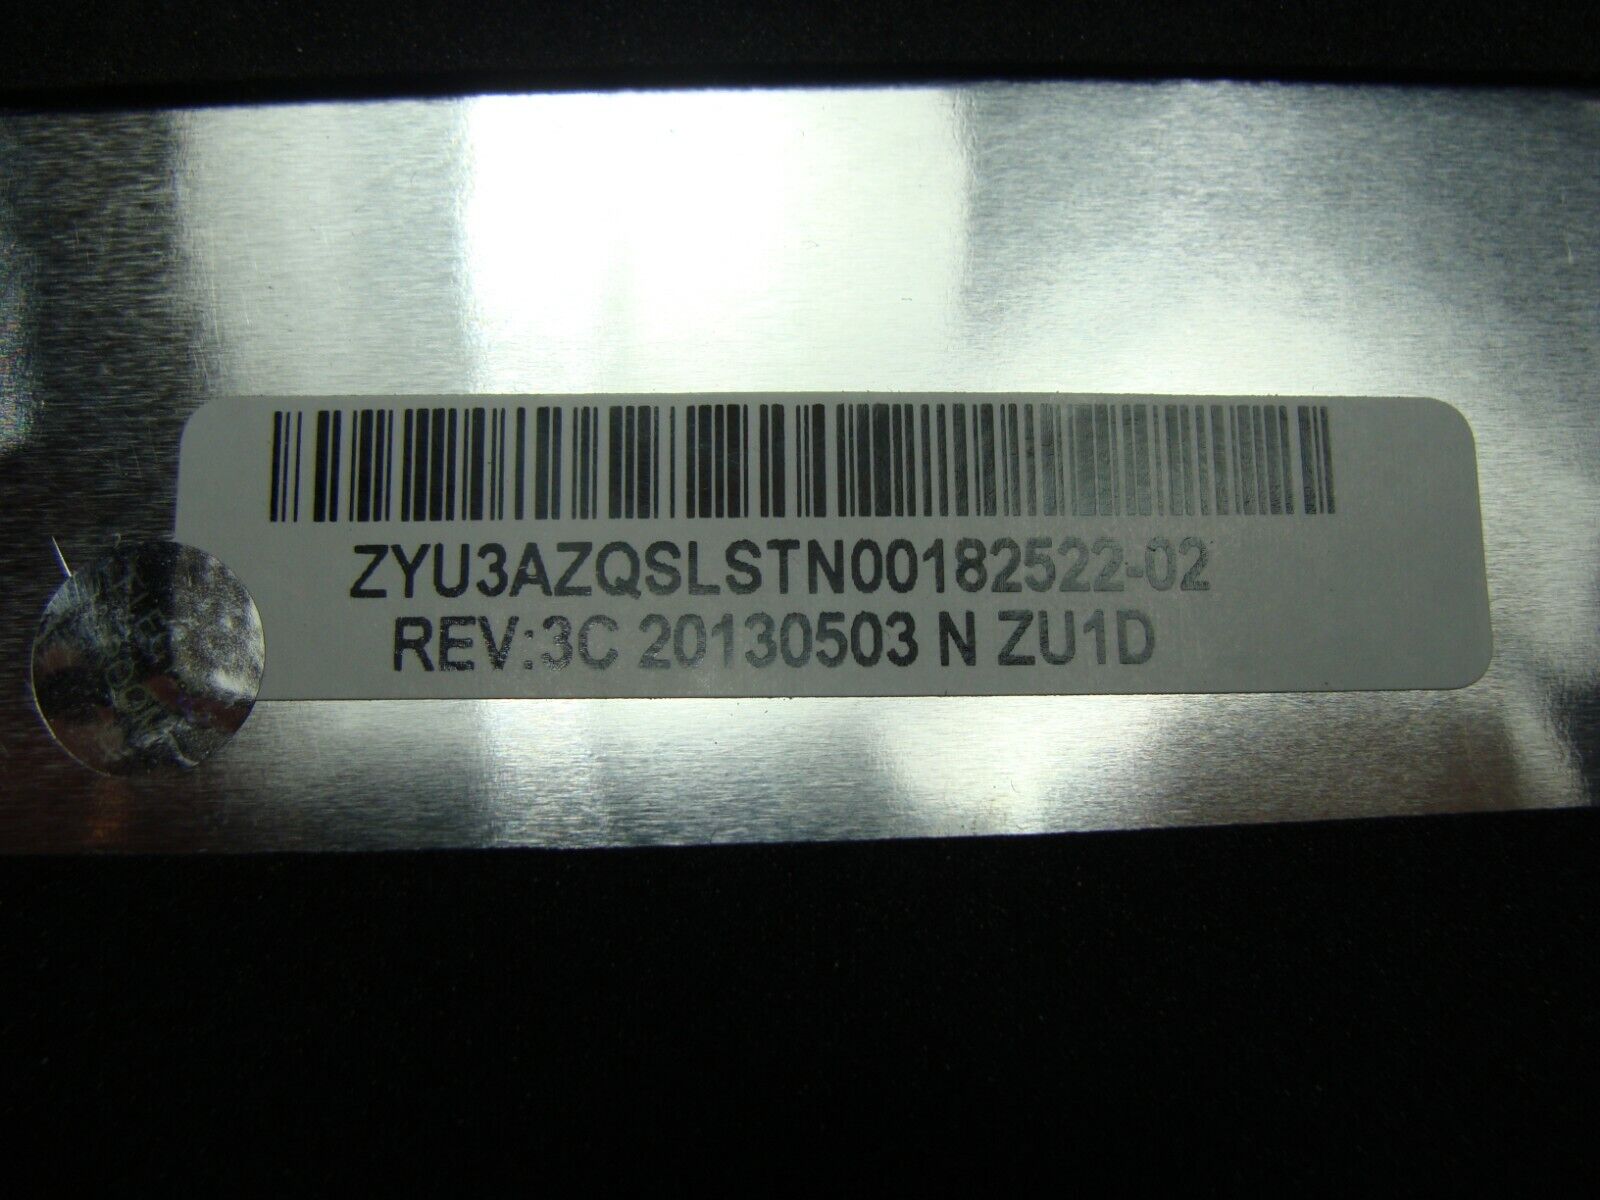 ZYU3AZQSLSTN00182522-02
REV:3C 20130503 N ZU1D